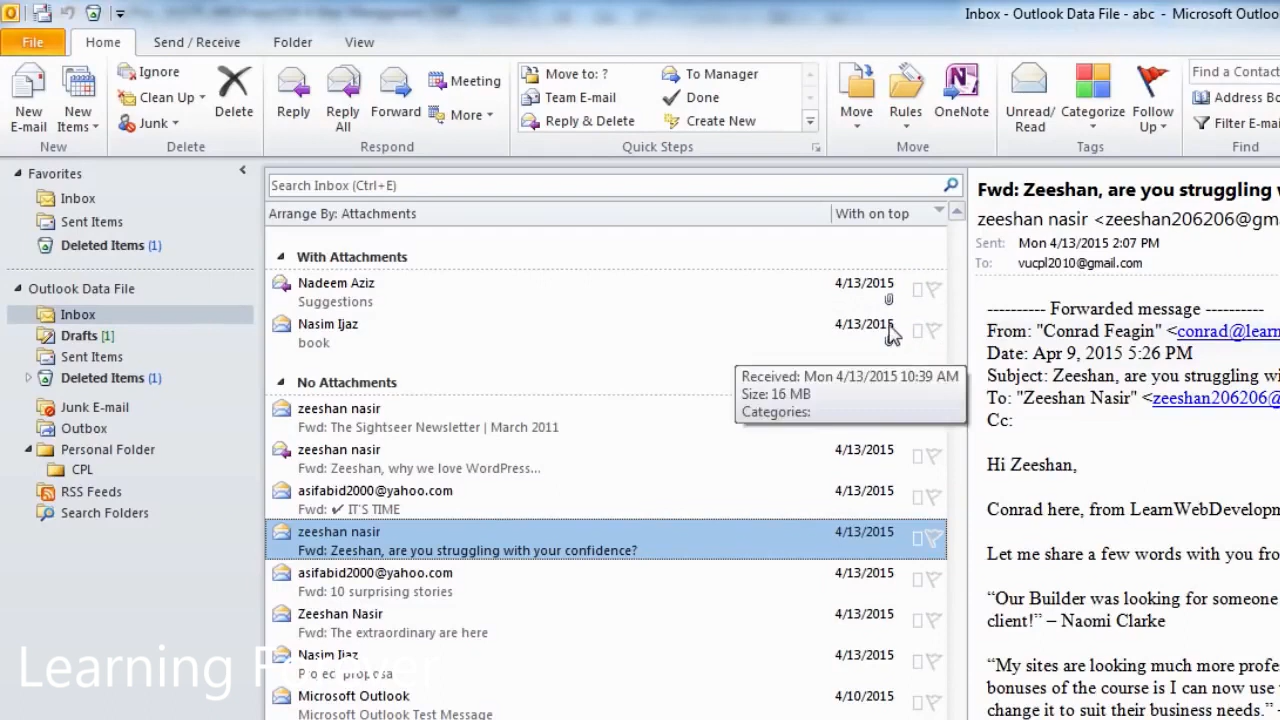 Inbox - Outlook Data File - abc - Microsoft Outlo
File Home Send / Receive Folder View
Ignore
Clean Up
Junk
New E-mail
New Items
Delete
Reply
Reply All
Forward
Meeting
More
Move to: ?
Team E-mail
Reply & Delete
To Manager
Done
Create New
Move
Rules
OneNote
Unread/ Read
Categorize
Follow Up
Find a Contac
Address Bo
Filter E-ma
New Delete Respond Quick Steps Move Tags Find
Favorites
Inbox
Sent Items
Deleted Items (1)
Outlook Data File
Inbox
Drafts [1]
Sent Items
Deleted Items (1)
Junk E-mail
Outbox
Personal Folder
CPL
RSS Feeds
Search Folders
Search Inbox (Ctrl+E)
Arrange By: Attachments With on top
With Attachments
Nadeem Aziz 4/13/2015
Suggestions
Nasim Ijaz 4/13/2015
book
Received: Mon 4/13/2015 10:39 AM
Size: 16 MB
Categories:
No Attachments
zeeshan nasir
Fwd: The Sightseer Newsletter | March 2011
zeeshan nasir 4/13/2015
Fwd: Zeeshan, why we love WordPress...
asifabid2000@yahoo.com 4/13/2015
Fwd: ✔ IT'S TIME
zeeshan nasir 4/13/2015
Fwd: Zeeshan, are you struggling with your confidence?
asifabid2000@yahoo.com 4/13/2015
Fwd: 10 surprising stories
Zeeshan Nasir 4/13/2015
Fwd: The extraordinary are here
Nasim Ijaz 4/13/2015
Project proposal
Microsoft Outlook 4/10/2015
Microsoft Outlook Test Message
Fwd: Zeeshan, are you struggling
zeeshan nasir <zeeshan206206@gm
Sent: Mon 4/13/2015 2:07 PM
To: vucpl2010@gmail.com
---------- Forwarded message ----------
From: "Conrad Feagin" <conrad@learn
Date: Apr 9, 2015 5:26 PM
Subject: Zeeshan, are you struggling wi
To: "Zeeshan Nasir" <zeeshan206206@
Cc:
Hi Zeeshan,
Conrad here, from LearnWebDevelopm
Let me share a few words with you fro
“Our Builder was looking for someone
client!” – Naomi Clarke
“My sites are looking much more profe
bonuses of the course is I can now use
change it to suit their business needs.” -
Learning Forever